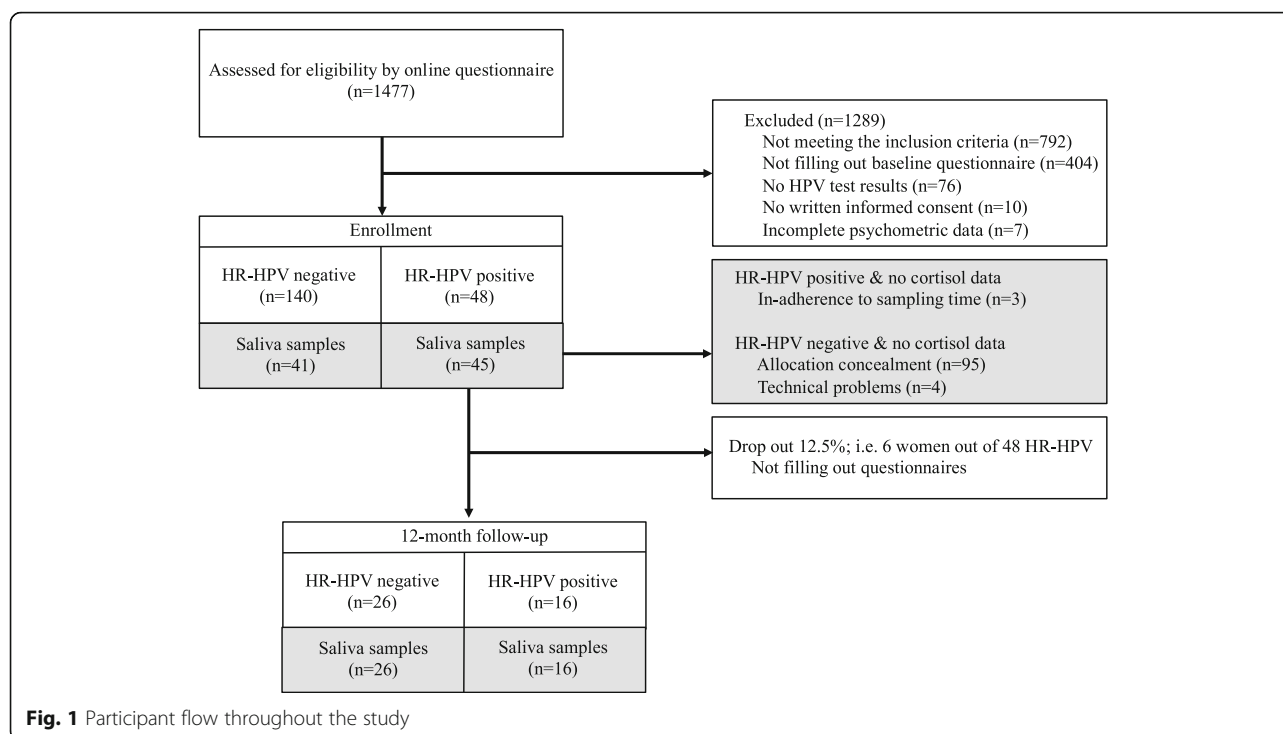 Assessed for eligibility by online questionnaire
(n=1477)
Excluded (n=1289)
Not meeting the inclusion criteria (n=792)
Not filling out baseline questionnaire (n=404)
No HPV test results (n=76)
No written informed consent (n=10)
Incomplete psychometric data (n=7)
Enrollment
HR-HPV negative
(n=140)
HR-HPV positive
(n=48)
Saliva samples
(n=41)
Saliva samples
(n=45)
HR-HPV positive & no cortisol data
In-adherence to sampling time (n=3)
HR-HPV negative & no cortisol data
Allocation concealment (n=95)
Technical problems (n=4)
Drop out 12.5%; i.e. 6 women out of 48 HR-HPV
Not filling out questionnaires
12-month follow-up
HR-HPV negative
(n=26)
HR-HPV positive
(n=16)
Saliva samples
(n=26)
Saliva samples
(n=16)
Fig. 1 Participant flow throughout the study